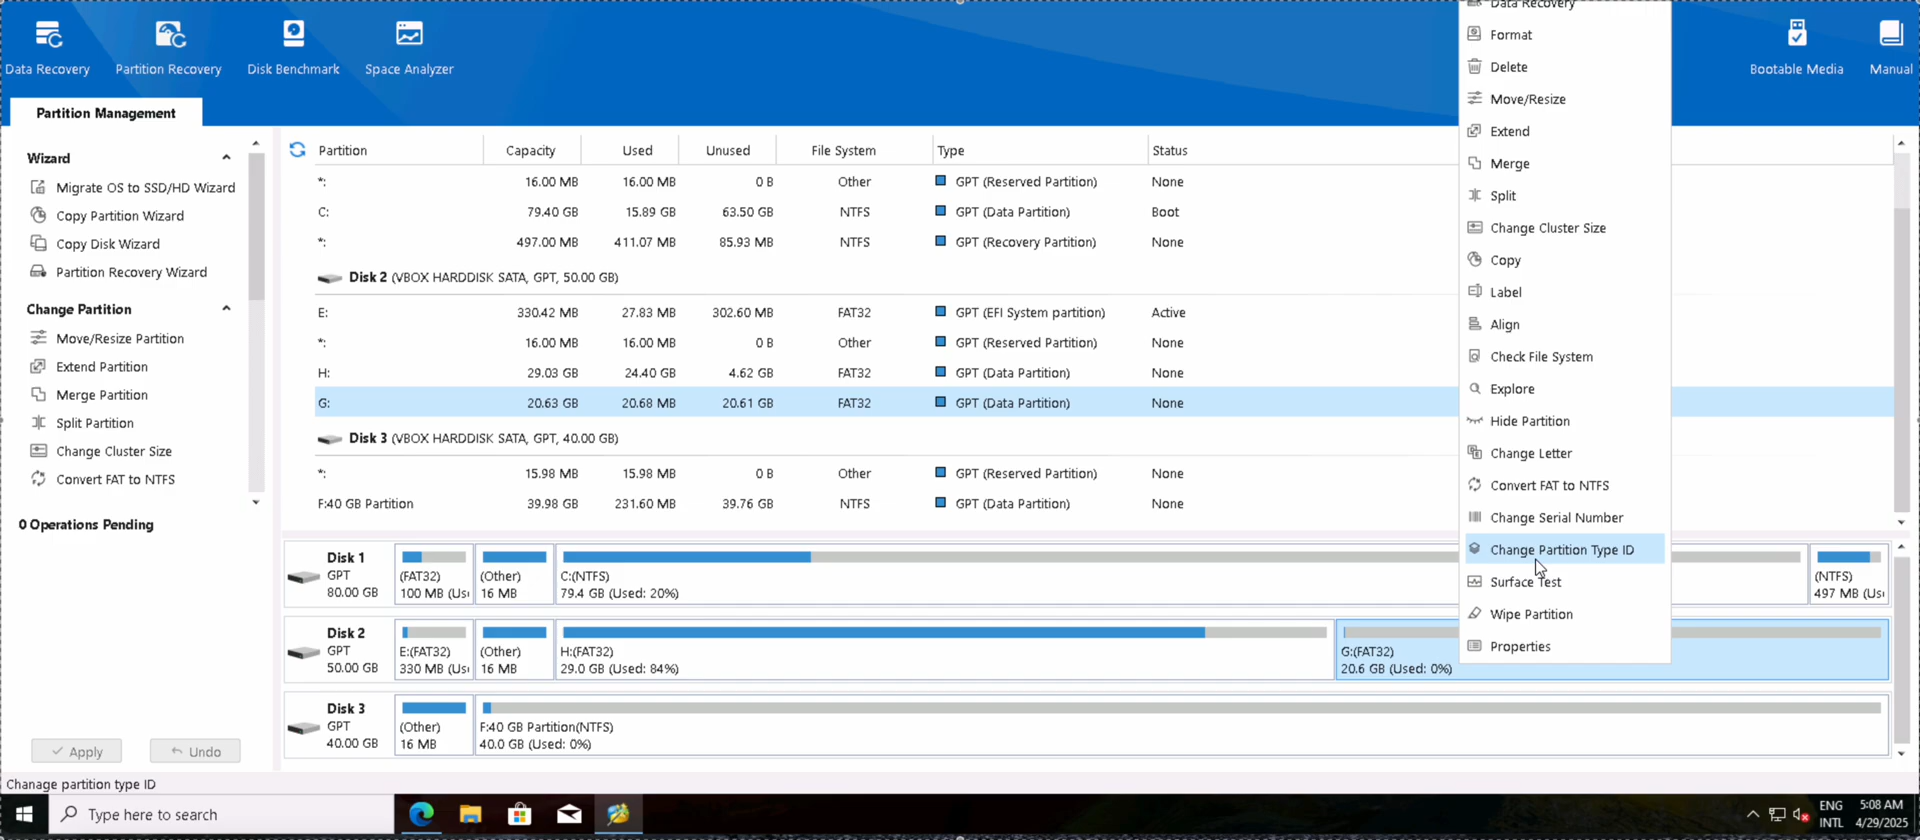 Data Recovery
Partition Recovery
Disk Benchmark
Space Analyzer
Bootable Media
Manual
Partition Management
Wizard
Migrate OS to SSD/HD Wizard
Copy Partition Wizard
Copy Disk Wizard
Partition Recovery Wizard
Change Partition
Move/Resize Partition
Extend Partition
Merge Partition
Split Partition
Change Cluster Size
Convert FAT to NTFS
0 Operations Pending
Apply
Undo
Partition Capacity Used Unused File System Type Status
*: 16.00 MB 16.00 MB 0 B Other GPT (Reserved Partition) None
C: 79.40 GB 15.89 GB 63.50 GB NTFS GPT (Data Partition) Boot
*: 497.00 MB 411.07 MB 85.93 MB NTFS GPT (Recovery Partition) None
Disk 2 (VBOX HARDDISK SATA, GPT, 50.00 GB)
E: 330.42 MB 27.83 MB 302.60 MB FAT32 GPT (EFI System partition) Active
*: 16.00 MB 16.00 MB 0 B Other GPT (Reserved Partition) None
H: 29.03 GB 24.40 GB 4.62 GB FAT32 GPT (Data Partition) None
G: 20.63 GB 20.68 MB 20.61 GB FAT32 GPT (Data Partition) None
Disk 3 (VBOX HARDDISK SATA, GPT, 40.00 GB)
*: 15.98 MB 15.98 MB 0 B Other GPT (Reserved Partition) None
F:40 GB Partition 39.98 GB 231.60 MB 39.76 GB NTFS GPT (Data Partition) None
Disk 1
GPT
80.00 GB
(FAT32)
100 MB (Us
(Other)
16 MB
C:(NTFS)
79.4 GB (Used: 20%)
(NTFS)
497 MB (Us
Disk 2
GPT
50.00 GB
E:(FAT32)
330 MB (Us
(Other)
16 MB
H:(FAT32)
29.0 GB (Used: 84%)
G:(FAT32)
20.6 GB (Used: 0%)
Disk 3
GPT
40.00 GB
(Other)
16 MB
F:40 GB Partition(NTFS)
40.0 GB (Used: 0%)
Data Recovery
Format
Delete
Move/Resize
Extend
Merge
Split
Change Cluster Size
Copy
Label
Align
Check File System
Explore
Hide Partition
Change Letter
Convert FAT to NTFS
Change Serial Number
Change Partition Type ID
Surface Test
Wipe Partition
Properties
Chanage partition type ID
Type here to search
ENG
INTL
5:08 AM
4/29/2025